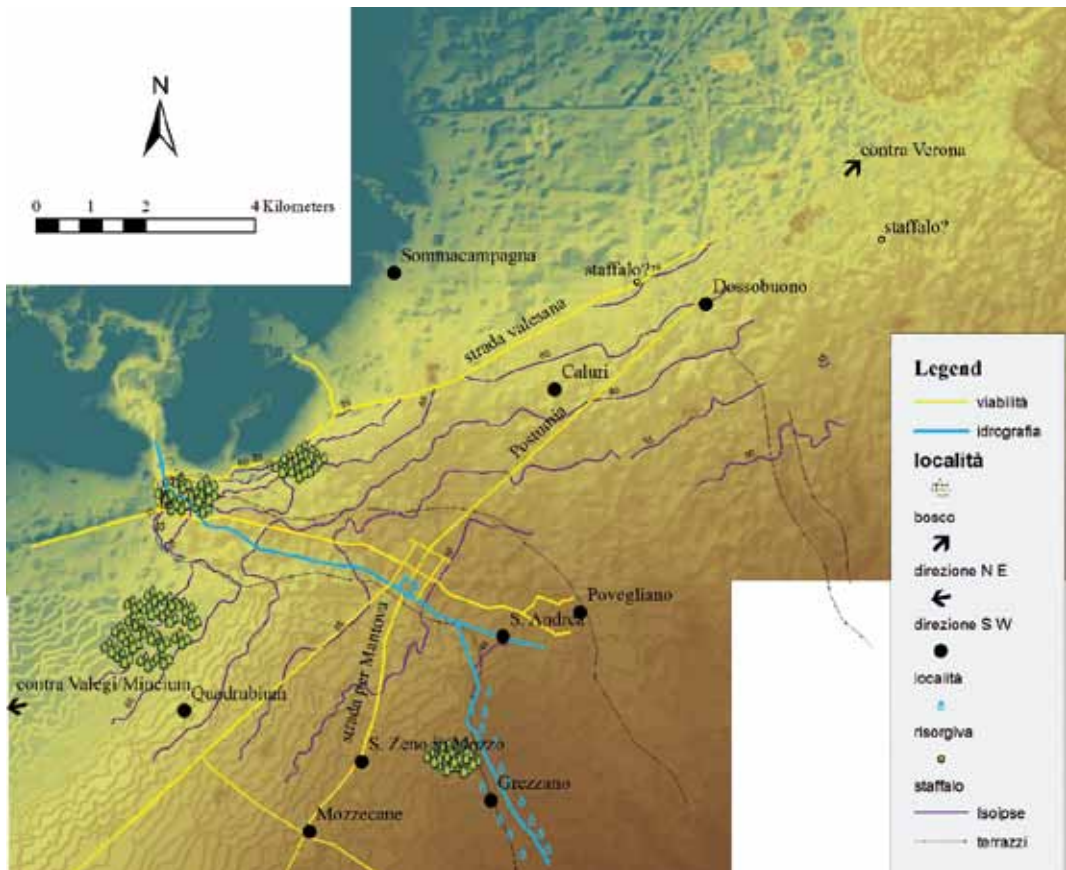 N
0 1 2 4 Kilometers
contra Verona
staffalo?
Sommacampagna
staffalo??
Dossobuono
strada valesana
Caluri
Postumia
Povegliano
S. Andrea
strada per Mantova
contra Valegi/Mincium
Quadrubium
S. Zeno in Mozzo
Grezzano
Mozzecane
Legend
viabilità
idrografia
località
bosco
direzione N E
direzione S W
località
risorgiva
staffalo
Isoipse
terrazzi